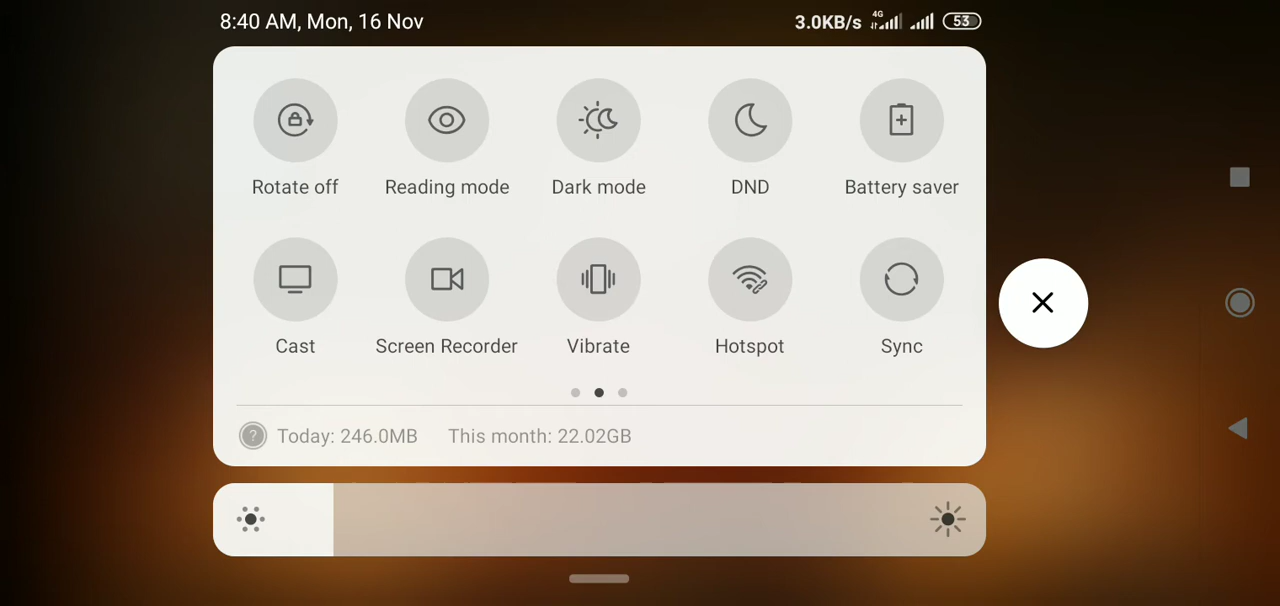 8:40 AM, Mon, 16 Nov 3.0KB/s 4G 53
Rotate off Reading mode Dark mode DND Battery saver
Cast Screen Recorder Vibrate Hotspot Sync
? Today: 246.0MB This month: 22.02GB